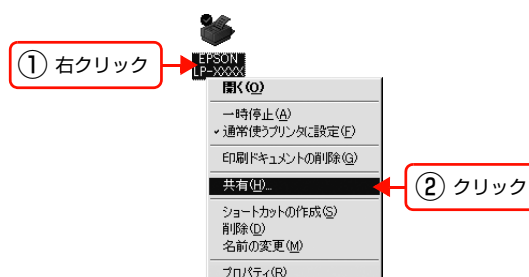 ① 右クリック
EPSON
LP-XXXX
開く(O)
一時停止(A)
✓通常使うプリンタに設定(F)
印刷ドキュメントの削除(G)
共有(H)...
② クリック
ショートカットの作成(S)
削除(D)
名前の変更(M)
プロパティ(R)